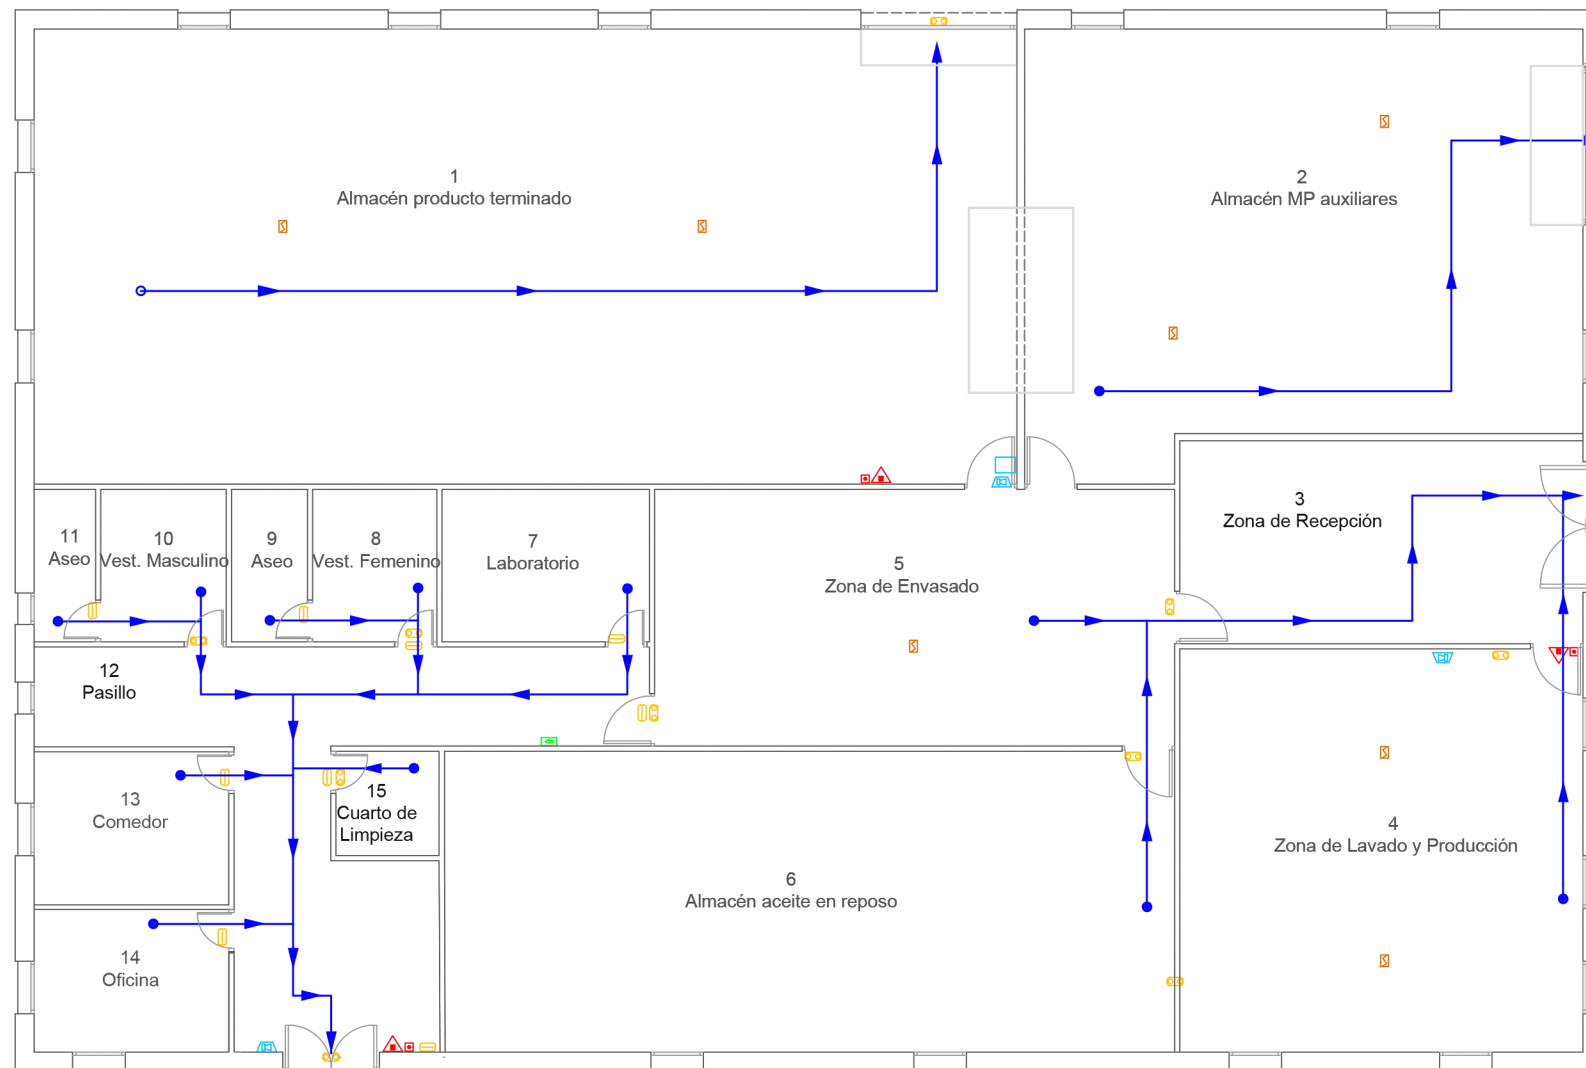 1
Almacén producto terminado
2
Almacén MP auxiliares
3
Zona de Recepción
11
Aseo
10
Vest. Masculino
9
Aseo
8
Vest. Femenino
7
Laboratorio
5
Zona de Envasado
12
Pasillo
13
Comedor
15
Cuarto de
Limpieza
4
Zona de Lavado y Producción
6
Almacén aceite en reposo
14
Oficina